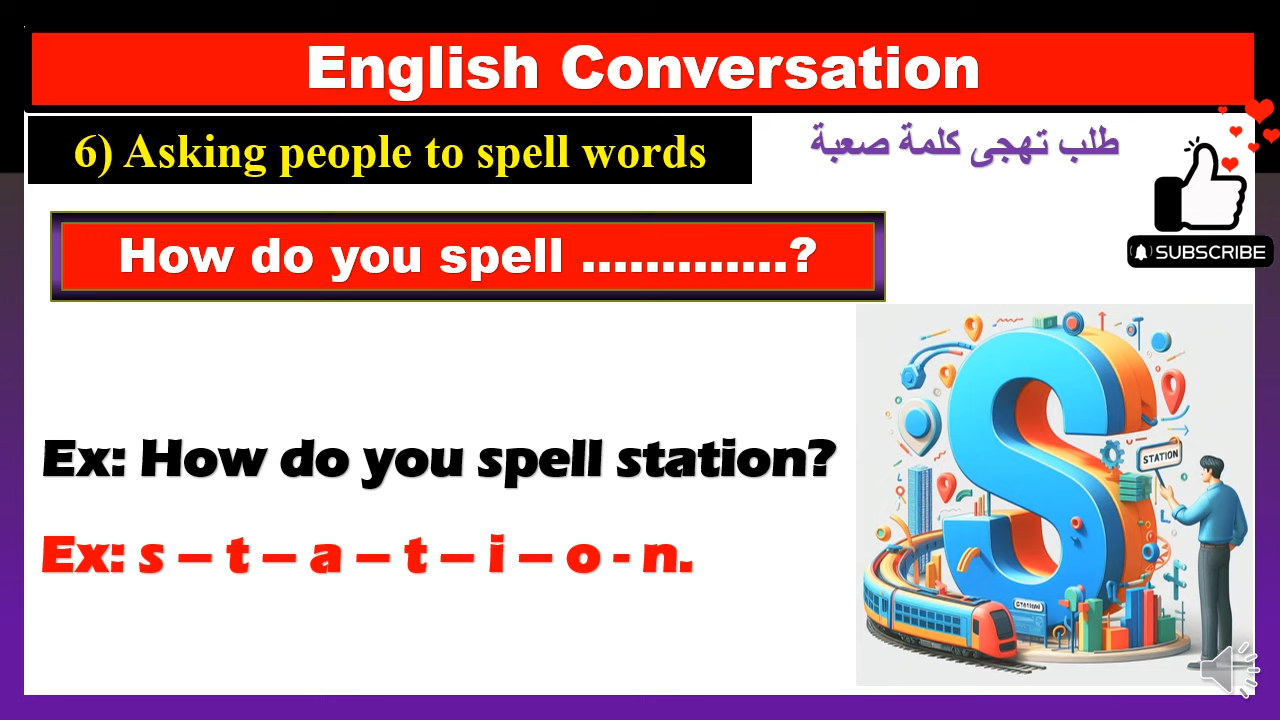 English Conversation
6) Asking people to spell words
طلب تهجى كلمة صعبة
SUBSCRIBE
How do you spell .............?
STATION
Ex: How do you spell station?
Ex: s – t – a – t – i – o - n.